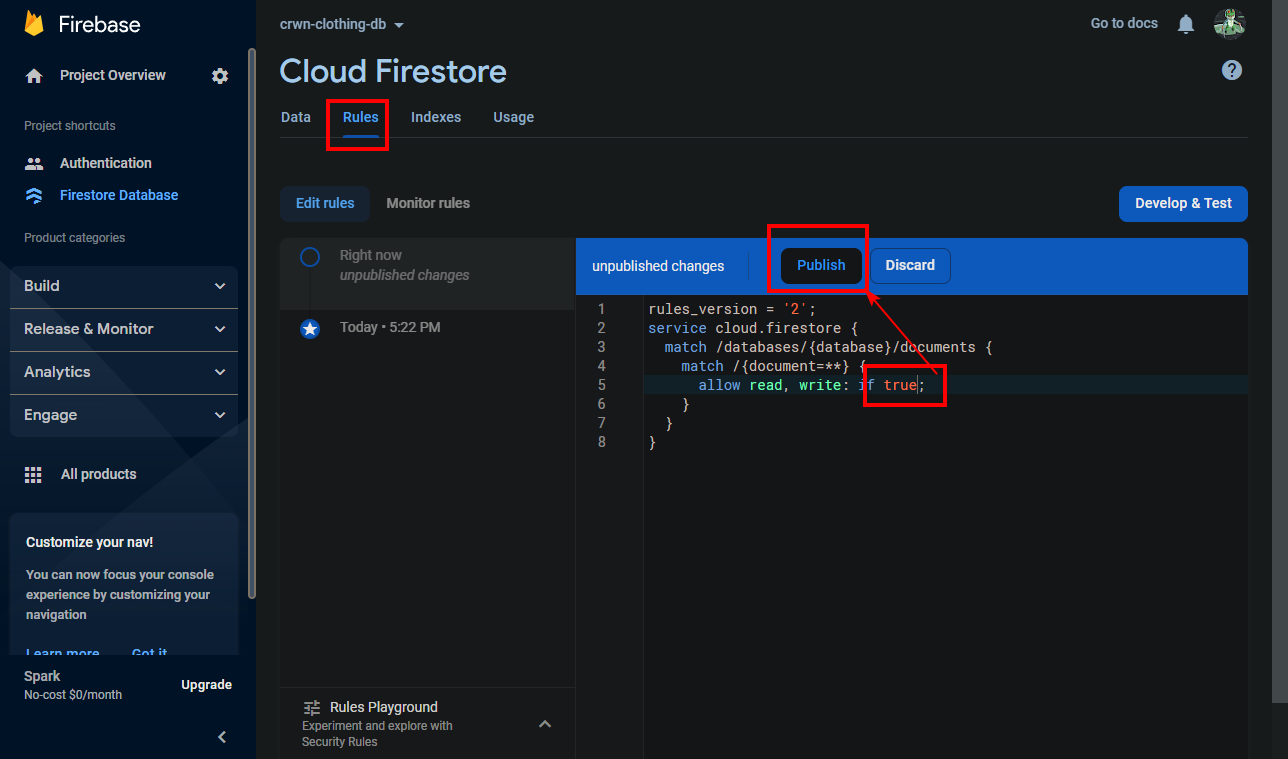 Firebase
Project Overview
Project shortcuts
Authentication
Firestore Database
Product categories
Build
Release & Monitor
Analytics
Engage
All products
Customize your nav!
You can now focus your console
experience by customizing your
navigation
Learn more Got it
Spark
No-cost $0/month
Upgrade
crwn-clothing-db
Go to docs
Cloud Firestore
Data Rules Indexes Usage
Edit rules Monitor rules
Develop & Test
Right now
unpublished changes
Today • 5:22 PM
Rules Playground
Experiment and explore with
Security Rules
unpublished changes Publish Discard
1 rules_version = '2';
2 service cloud.firestore {
3 match /databases/{database}/documents {
4 match /{document=**} {
5 allow read, write: if true;
6 }
7 }
8 }